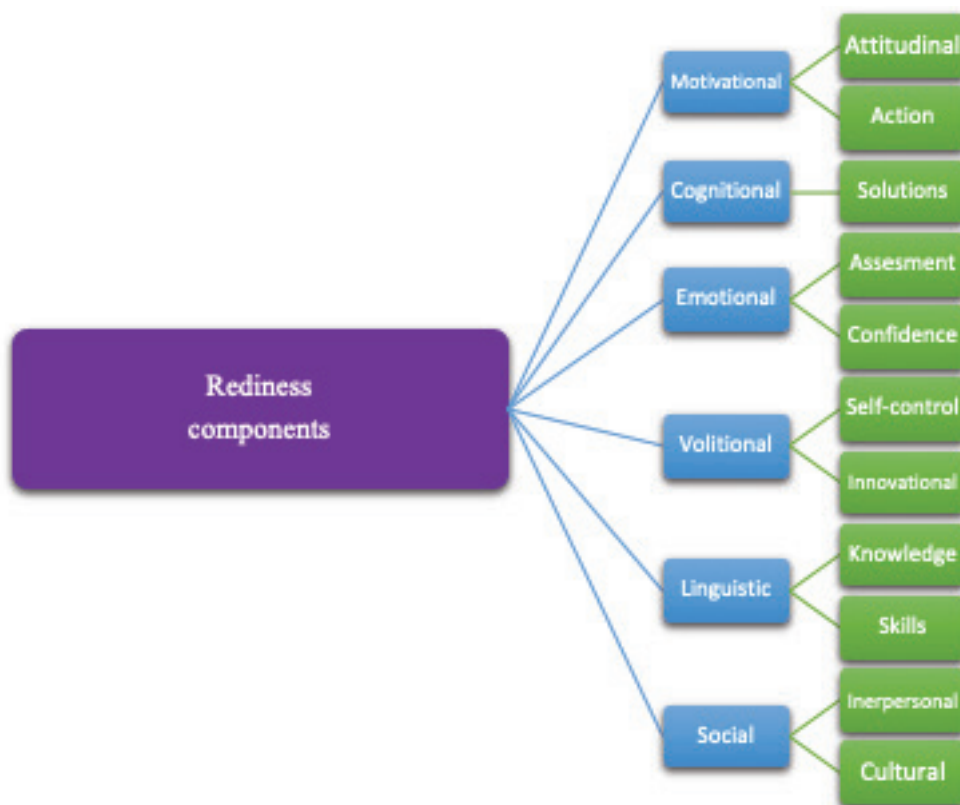 Rediness
components
Motivational
Attitudinal
Action
Cognitional
Solutions
Emotional
Assesment
Confidence
Volitional
Self-control
Innovational
Linguistic
Knowledge
Skills
Social
Inerpersonal
Cultural